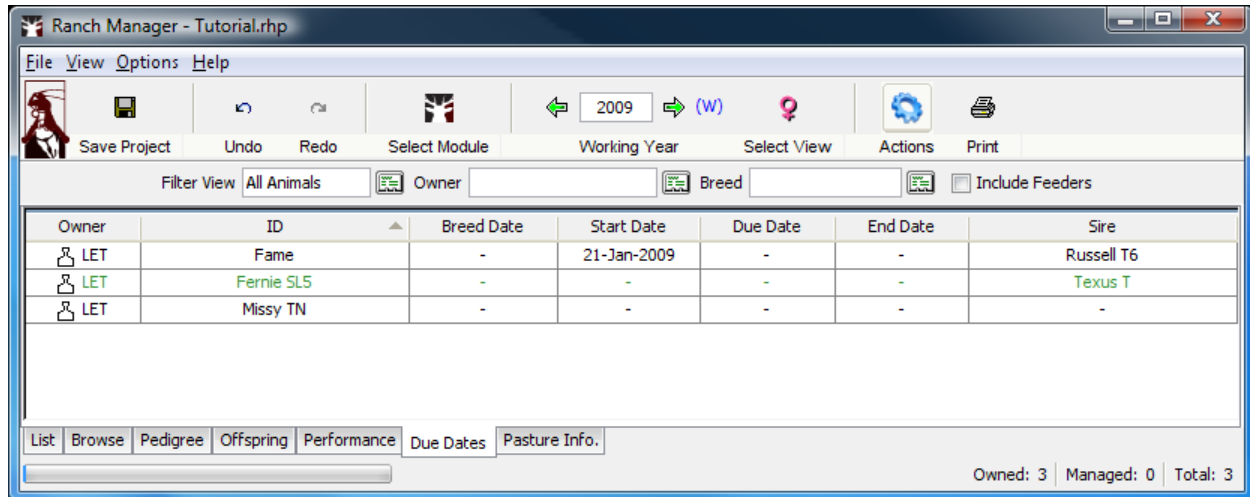 Ranch Manager - Tutorial.rhp
File View Options Help
2009 (W)
Save Project Undo Redo Select Module Working Year Select View Actions Print
Filter View All Animals Owner Breed Include Feeders
Owner ID Breed Date Start Date Due Date End Date Sire
LET Fame - 21-Jan-2009 - - Russell T6
LET Fernie SL5 - - - - Texus T
LET Missy TN - - - - -
List Browse Pedigree Offspring Performance Due Dates Pasture Info.
Owned: 3 Managed: 0 Total: 3